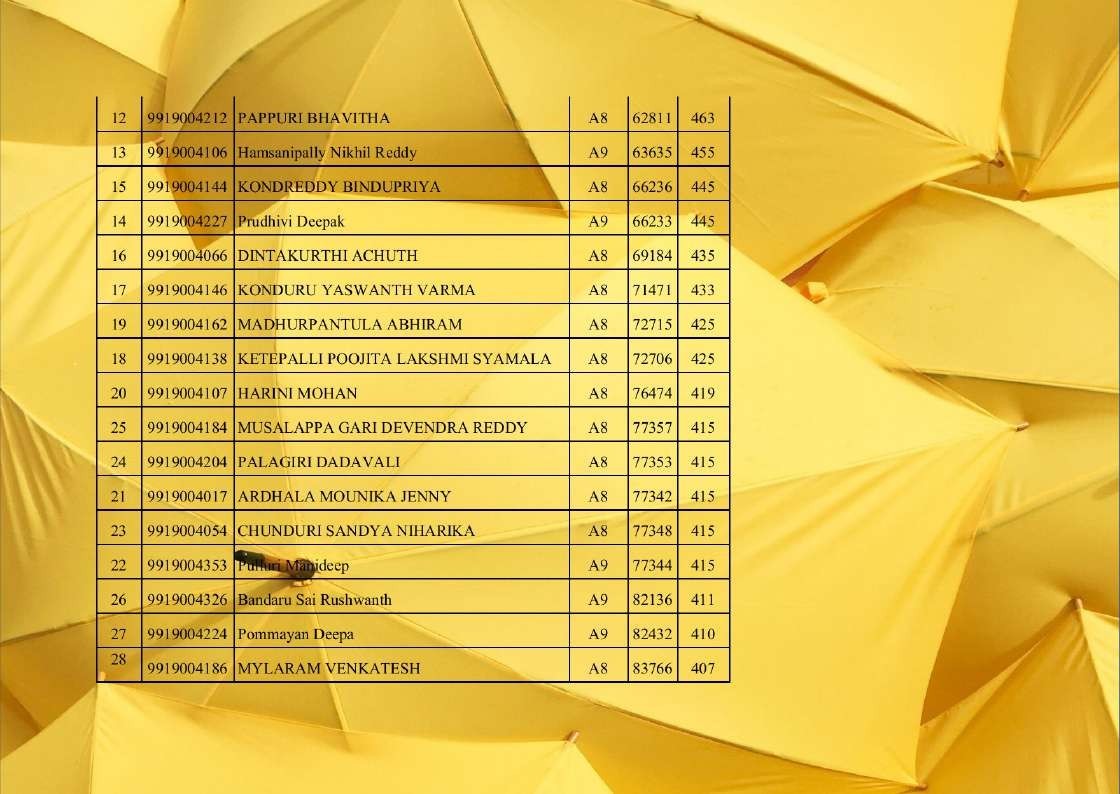 12 9919004212 PAPPURI BHAVITHA A8 62811 463
13 9919004106 Hamsanipally Nikhil Reddy A9 63635 455
15 9919004144 KONDREDDY BINDUPRIYA A8 66236 445
14 9919004227 Prudhivi Deepak A9 66233 445
16 9919004066 DINTAKURTHI ACHUTH A8 69184 435
17 9919004146 KONDURU YASWANTH VARMA A8 71471 433
19 9919004162 MADHURPANTULA ABHIRAM A8 72715 425
18 9919004138 KETEPALLI POOJITA LAKSHMI SYAMALA A8 72706 425
20 9919004107 HARINI MOHAN A8 76474 419
25 9919004184 MUSALAPPA GARI DEVENDRA REDDY A8 77357 415
24 9919004204 PALAGIRI DADAVALI A8 77353 415
21 9919004017 ARDHALA MOUNIKA JENNY A8 77342 415
23 9919004054 CHUNDURI SANDYA NIHARIKA A8 77348 415
22 9919004353 Pulluri Manideep A9 77344 415
26 9919004326 Bandaru Sai Rushwanth A9 82136 411
27 9919004224 Pommayan Deepa A9 82432 410
28 9919004186 MYLARAM VENKATESH A8 83766 407